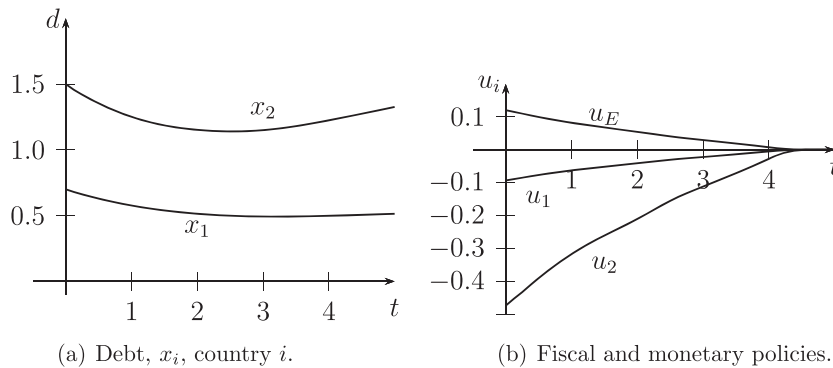 d
1.5
1.0
0.5
x₂
x₁
1 2 3 4 t
(a) Debt, xᵢ, country i.
uᵢ
0.1
−0.1
−0.2
−0.3
−0.4
u_E
u₁
u₂
1 2 3 4 t
(b) Fiscal and monetary policies.